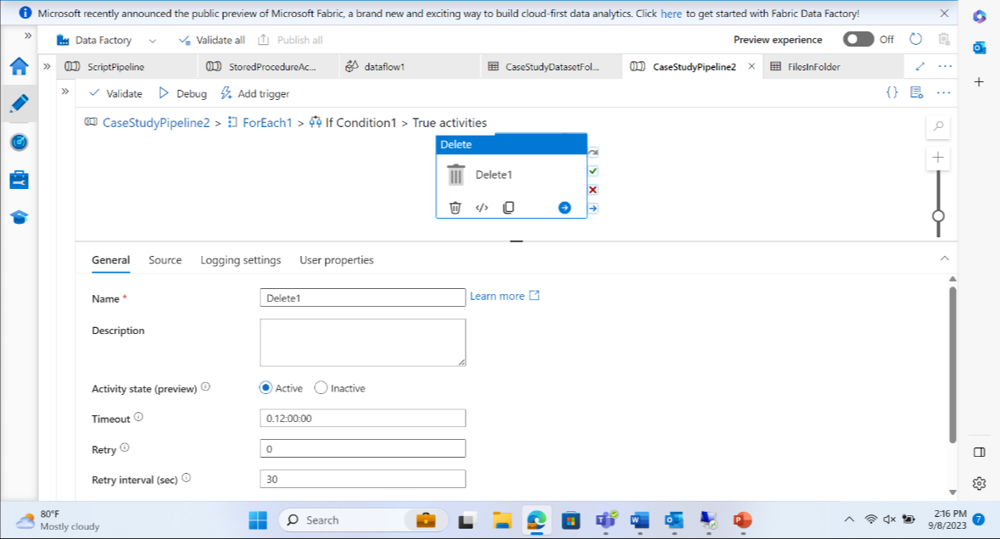 Microsoft recently announced the public preview of Microsoft Fabric, a brand new and exciting way to build cloud-first data analytics. Click here to get started with Fabric Data Factory!
Data Factory Validate all Publish all Preview experience Off
ScriptPipeline StoredProcedureAc... dataflow1 CaseStudyDatasetFol... CaseStudyPipeline2 FilesInFolder
Validate Debug Add trigger
CaseStudyPipeline2 > ForEach1 > If Condition1 > True activities
Delete
Delete1
General Source Logging settings User properties
Name * Delete1 Learn more
Description
Activity state (preview) Active Inactive
Timeout 0.12:00:00
Retry 0
Retry interval (sec) 30
80°F
Mostly cloudy
Search
2:16 PM
9/8/2023
7